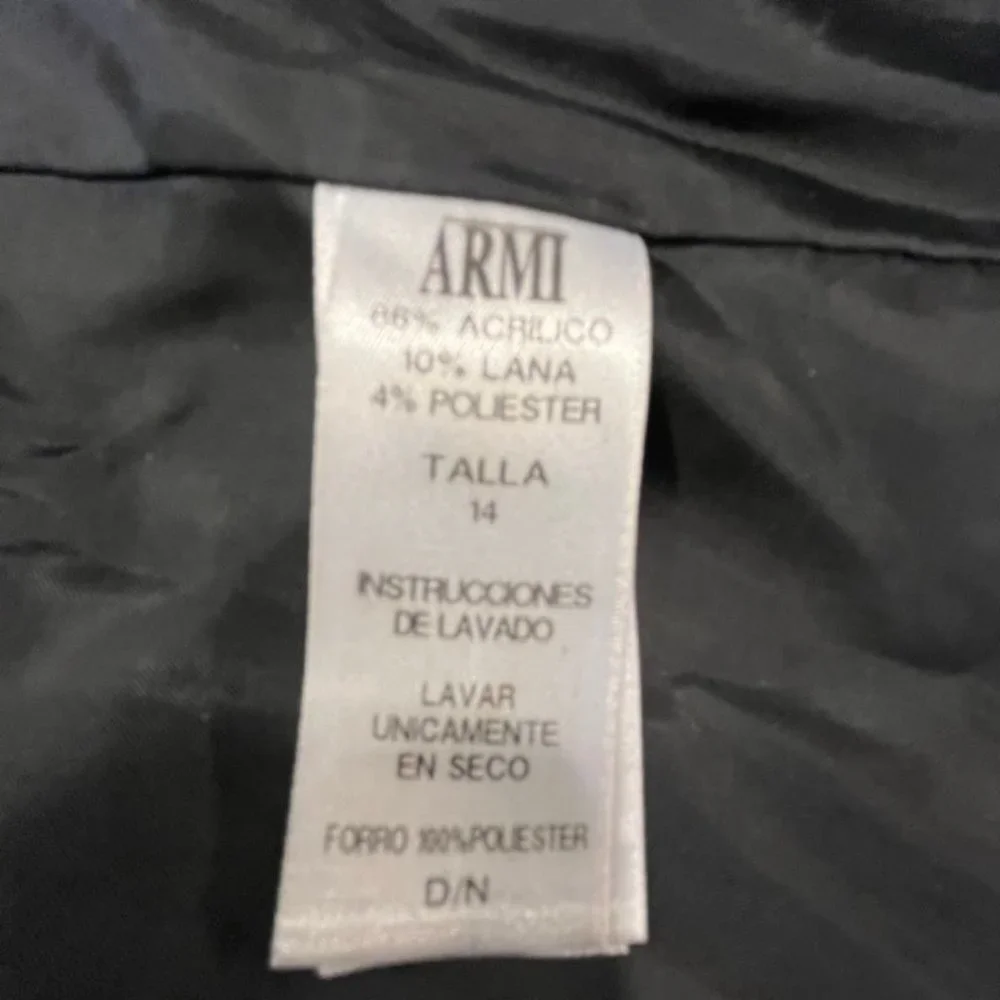 ARMI
86% ACRILICO
10% LANA
4% POLIESTER
TALLA
14
INSTRUCCIONES
DE LAVADO
LAVAR
UNICAMENTE
EN SECO
FORRO 100% POLIESTER
D/N